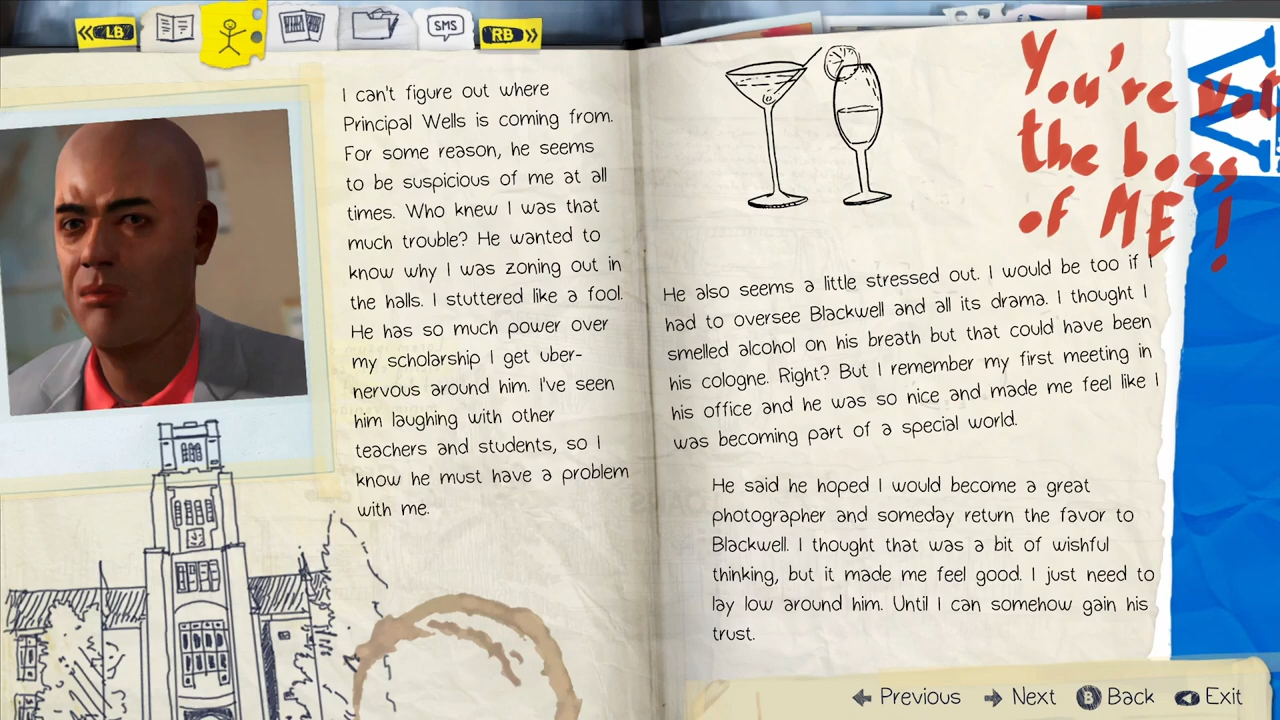 LB
SMS
RB
I can't figure out where
Principal Wells is coming from.
For some reason, he seems
to be suspicious of me at all
times. Who knew I was that
much trouble? He wanted to
know why I was zoning out in
the halls. I stuttered like a fool.
He has so much power over
my scholarship I get uber-
nervous around him. I've seen
him laughing with other
teachers and students, so I
know he must have a problem
with me.
You're not
the boss
of ME!
W
He also seems a little stressed out. I would be too if I
had to oversee Blackwell and all its drama. I thought I
smelled alcohol on his breath but that could have been
his cologne. Right? But I remember my first meeting in
his office and he was so nice and made me feel like I
was becoming part of a special world.
He said he hoped I would become a great
photographer and someday return the favor to
Blackwell. I thought that was a bit of wishful
thinking, but it made me feel good. I just need to
lay low around him. Until I can somehow gain his
trust.
Previous Next B Back Exit